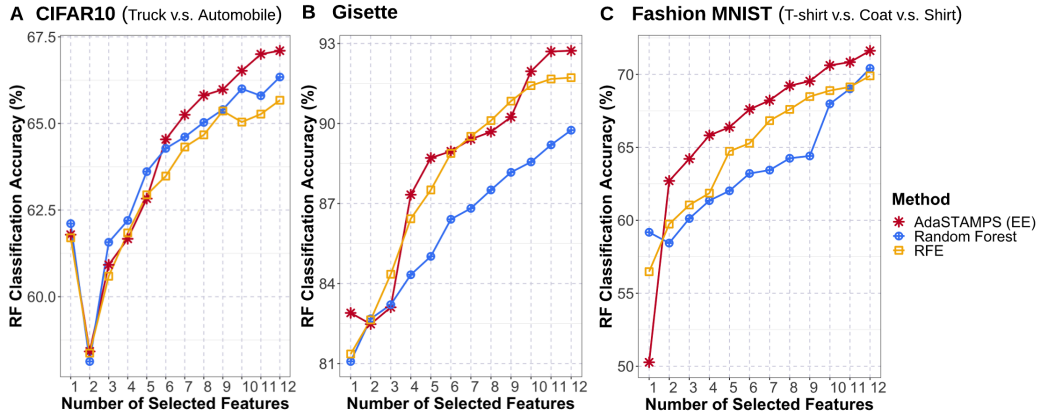 A CIFAR10 (Truck v.s. Automobile)
RF Classification Accuracy (%)
67.5
65.0
62.5
60.0
1 2 3 4 5 6 7 8 9 10 11 12
Number of Selected Features
B Gisette
RF Classification Accuracy (%)
93
90
87
84
81
1 2 3 4 5 6 7 8 9 10 11 12
Number of Selected Features
C Fashion MNIST (T-shirt v.s. Coat v.s. Shirt)
RF Classification Accuracy (%)
70
65
60
55
50
1 2 3 4 5 6 7 8 9 10 11 12
Number of Selected Features
Method
AdaSTAMPS (EE)
Random Forest
RFE